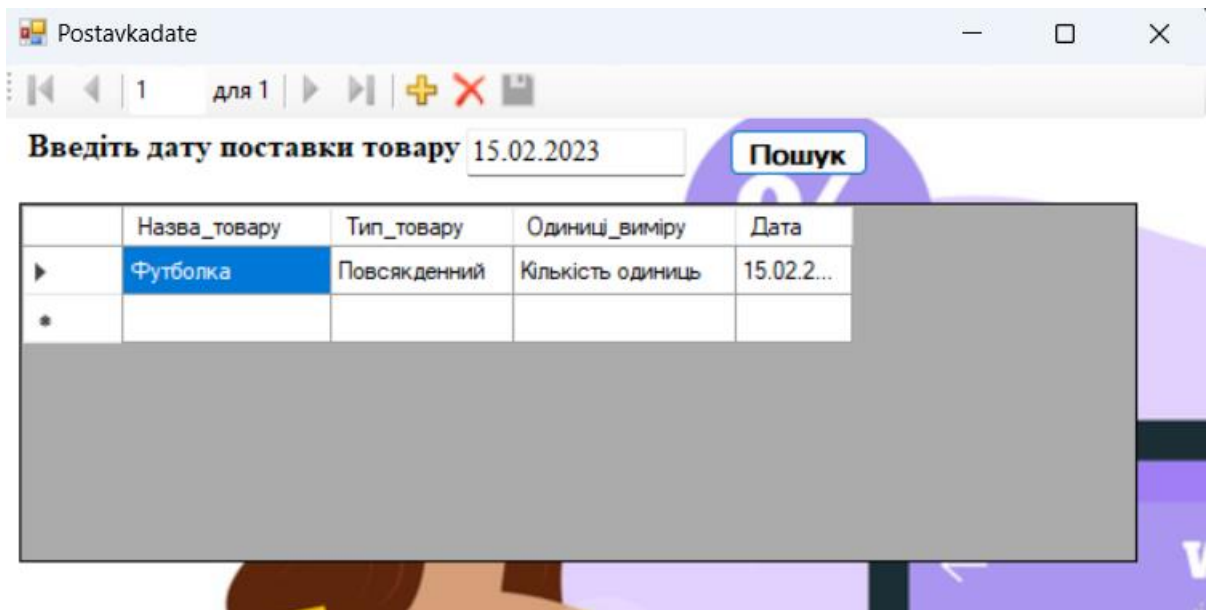 Postavkadate
1 для 1
Введіть дату поставки товару 15.02.2023 Пошук
Назва_товару Тип_товару Одиниці_виміру Дата
Футболка Повсякденний Кількість одиниць 15.02.2...